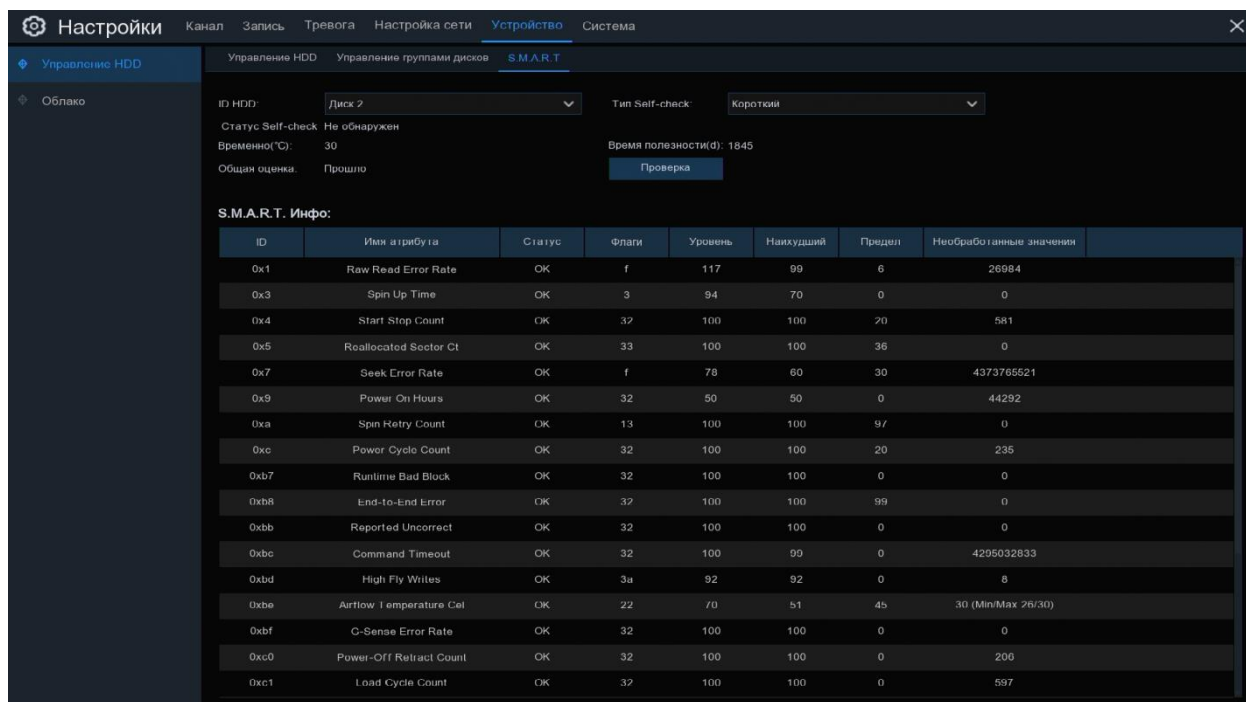 Настройки Канал Запись Тревога Настройка сети Устройство Система
Управление HDD
Облако
Управление HDD Управление группами дисков S.M.A.R.T
ID HDD: Диск 2 Тип Self-check: Короткий
Статус Self-check Не обнаружен
Временно(°C): 30 Время полезности(d): 1845
Общая оценка. Прошло Проверка
S.M.A.R.T. Инфо:
ID Имя атрибута Статус Флаги Уровень Наихудший Предел Необработанные значения
0x1 Raw Read Error Rate OK f 117 99 6 26984
0x3 Spin Up Time OK 3 94 70 0 0
0x4 Start Stop Count OK 32 100 100 20 581
0x5 Reallocated Sector Ct OK 33 100 100 36 0
0x7 Seek Error Rate OK f 78 60 30 4373765521
0x9 Power On Hours OK 32 50 50 0 44292
0xa Spin Retry Count OK 13 100 100 97 0
0xc Power Cycle Count OK 32 100 100 20 235
0xb7 Runtime Bad Block OK 32 100 100 0 0
0xb8 End-to-End Error OK 32 100 100 99 0
0xbb Reported Uncorrect OK 32 100 100 0 0
0xbc Command Timeout OK 32 100 99 0 4295032833
0xbd High Fly Writes OK 3a 92 92 0 8
0xbe Airflow Temperature Cel OK 22 70 51 45 30 (Min/Max 26/30)
0xbf G-Sense Error Rate OK 32 100 100 0 0
0xc0 Power-Off Retract Count OK 32 100 100 0 206
0xc1 Load Cycle Count OK 32 100 100 0 597